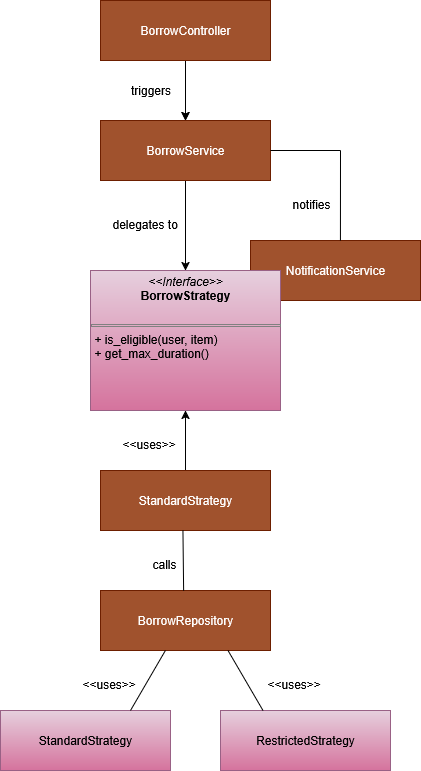 BorrowController
triggers
BorrowService
notifies
delegates to
NotificationService
<<Interface>>
BorrowStrategy
+ is_eligible(user, item)
+ get_max_duration()
<<uses>>
StandardStrategy
calls
BorrowRepository
<<uses>>
<<uses>>
StandardStrategy
RestrictedStrategy